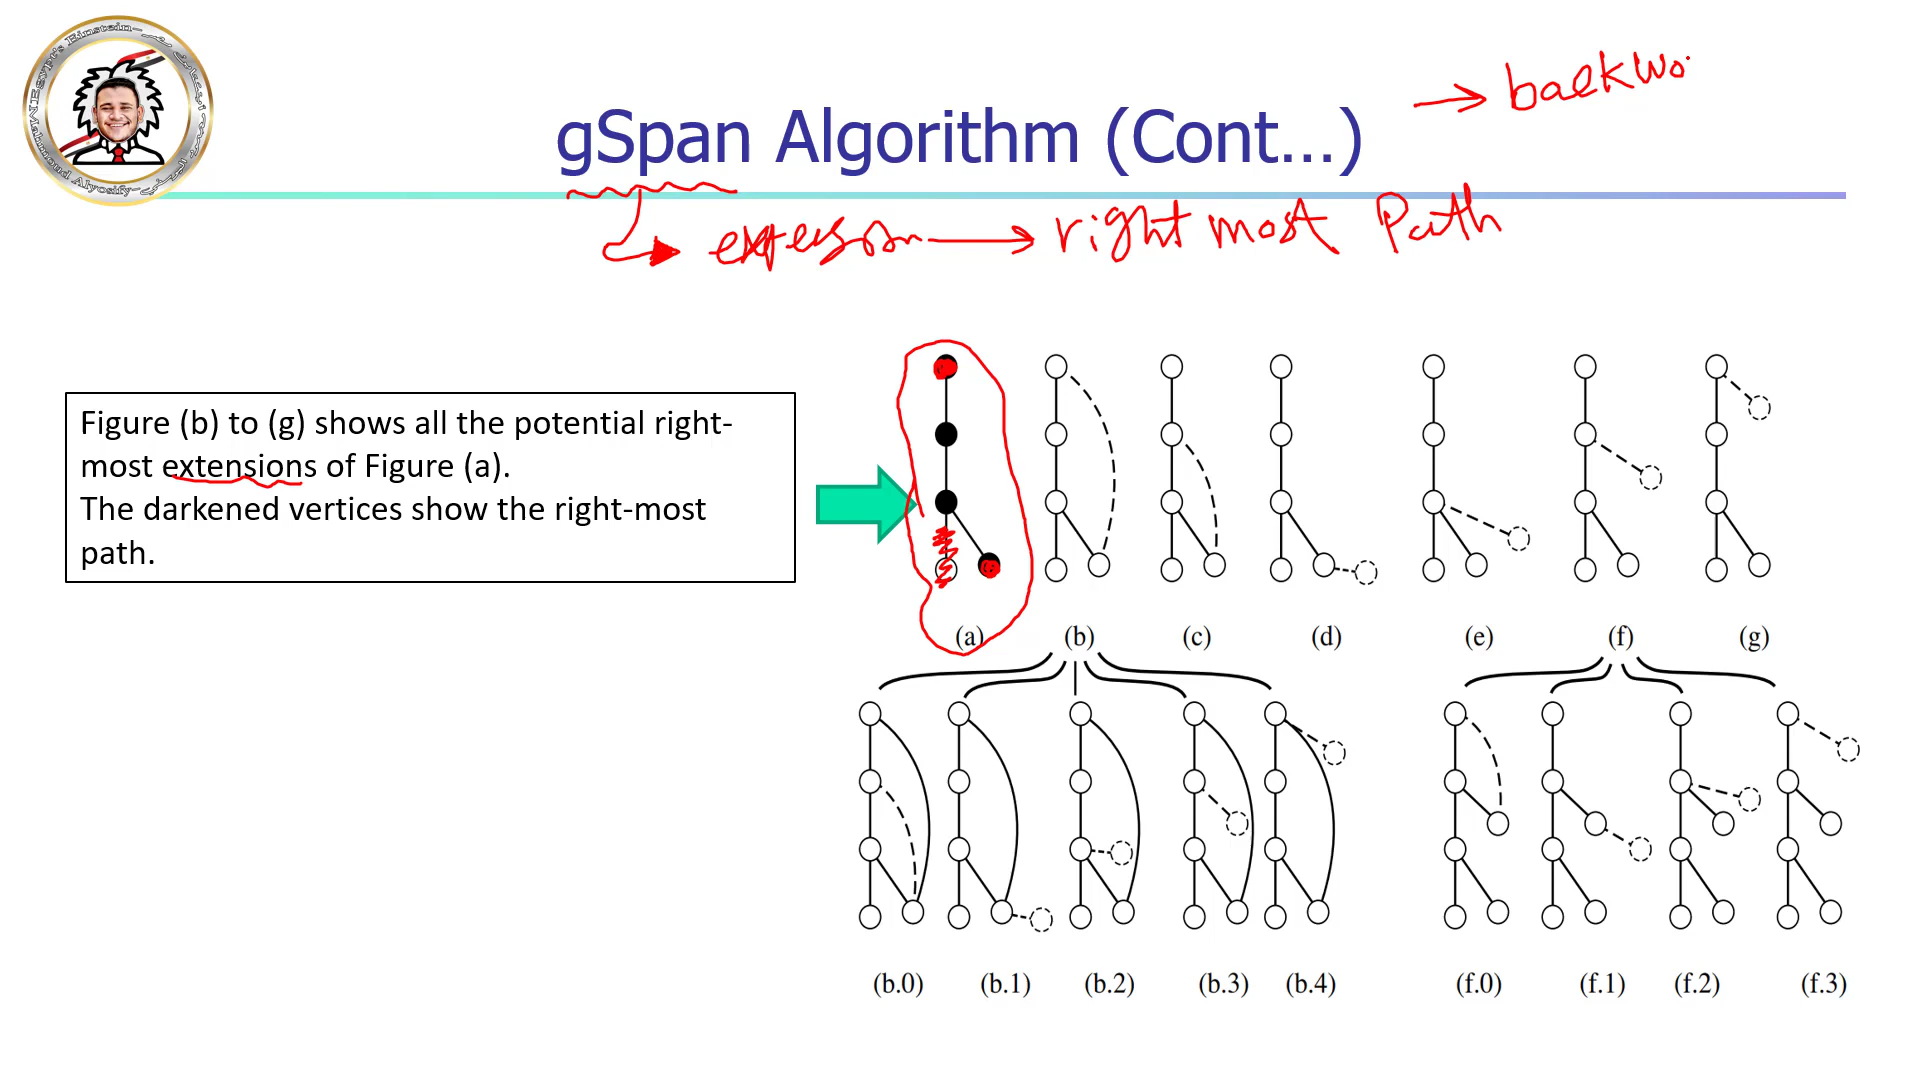 gSpan Algorithm (Cont...)
→ backwo
extension → right most Path
Figure (b) to (g) shows all the potential right-
most extensions of Figure (a).
The darkened vertices show the right-most
path.
(a) (b) (c) (d) (e) (f) (g)
(b.0) (b.1) (b.2) (b.3) (b.4) (f.0) (f.1) (f.2) (f.3)